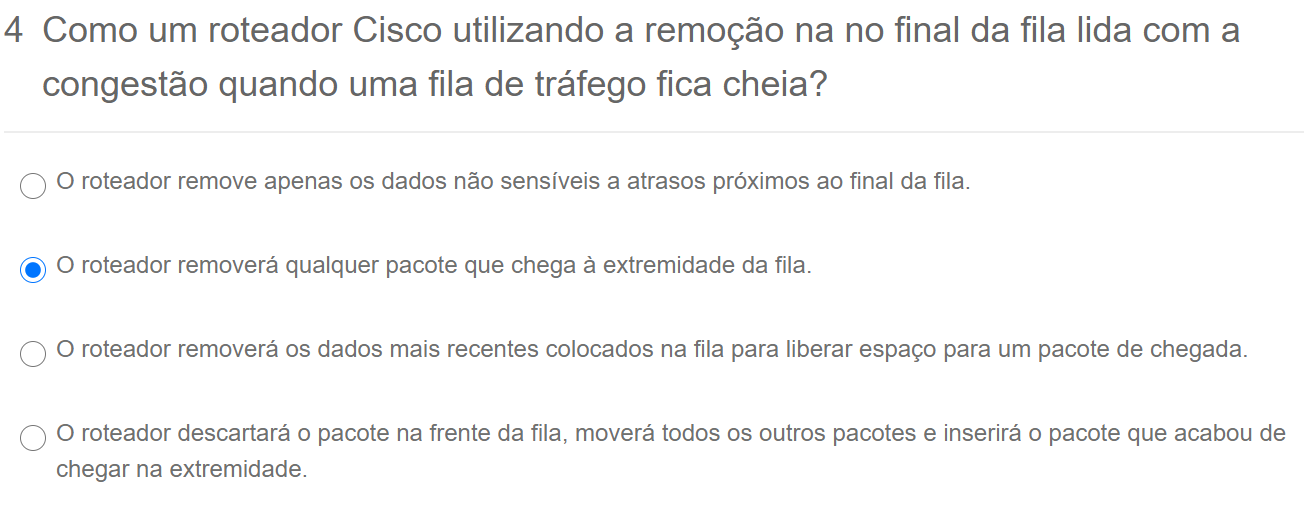 4 Como um roteador Cisco utilizando a remoção na no final da fila lida com a
congestão quando uma fila de tráfego fica cheia?
O roteador remove apenas os dados não sensíveis a atrasos próximos ao final da fila.
O roteador removerá qualquer pacote que chega à extremidade da fila.
O roteador removerá os dados mais recentes colocados na fila para liberar espaço para um pacote de chegada.
O roteador descartará o pacote na frente da fila, moverá todos os outros pacotes e inserirá o pacote que acabou de
chegar na extremidade.